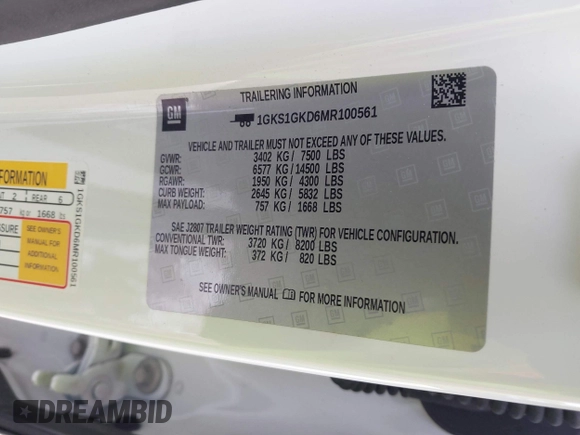 TRAILERING INFORMATION
GM
1GKS1GKD6MR100561
VEHICLE AND TRAILER MUST NOT EXCEED ANY OF THESE VALUES.
GVWR: 3402 KG / 7500 LBS
GCWR: 6577 KG / 14500 LBS
RGAWR: 1950 KG / 4300 LBS
CURB WEIGHT: 2645 KG / 5832 LBS
MAX PAYLOAD: 757 KG / 1668 LBS
SAE J2807 TRAILER WEIGHT RATING (TWR) FOR VEHICLE CONFIGURATION.
CONVENTIONAL TWR: 3720 KG / 8200 LBS
MAX TONGUE WEIGHT: 372 KG / 820 LBS
SEE OWNER'S MANUAL FOR MORE INFORMATION
FORMATION
2 REAR 6
757 KG or 1668 LB
SEE OWNER'S
MANUAL FOR
ADDITIONAL
INFORMATION
1GKS1GKD6MR100561
DREAMBID